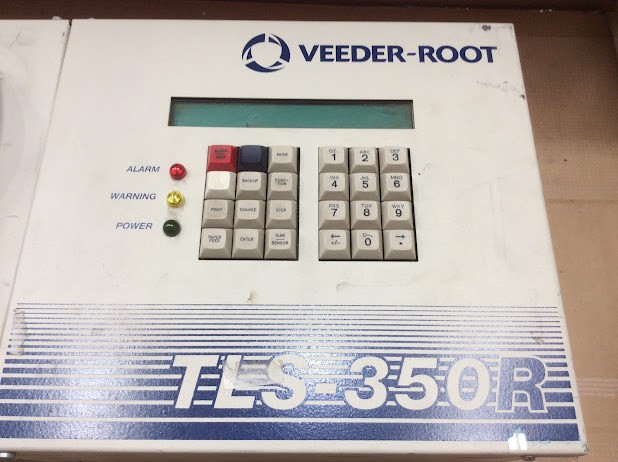 VEEDER-ROOT
ALARM
WARNING
POWER
MODE
BACKUP
FUNC-
TION
PRINT
CHANGE
STEP
PAPER
FEED
ENTER
TANK
SENSOR
1
ABC
2
DEF
3
GHI
4
JKL
5
MNO
6
PRS
7
TUV
8
WXY
9
+/-
0
TLS-350R